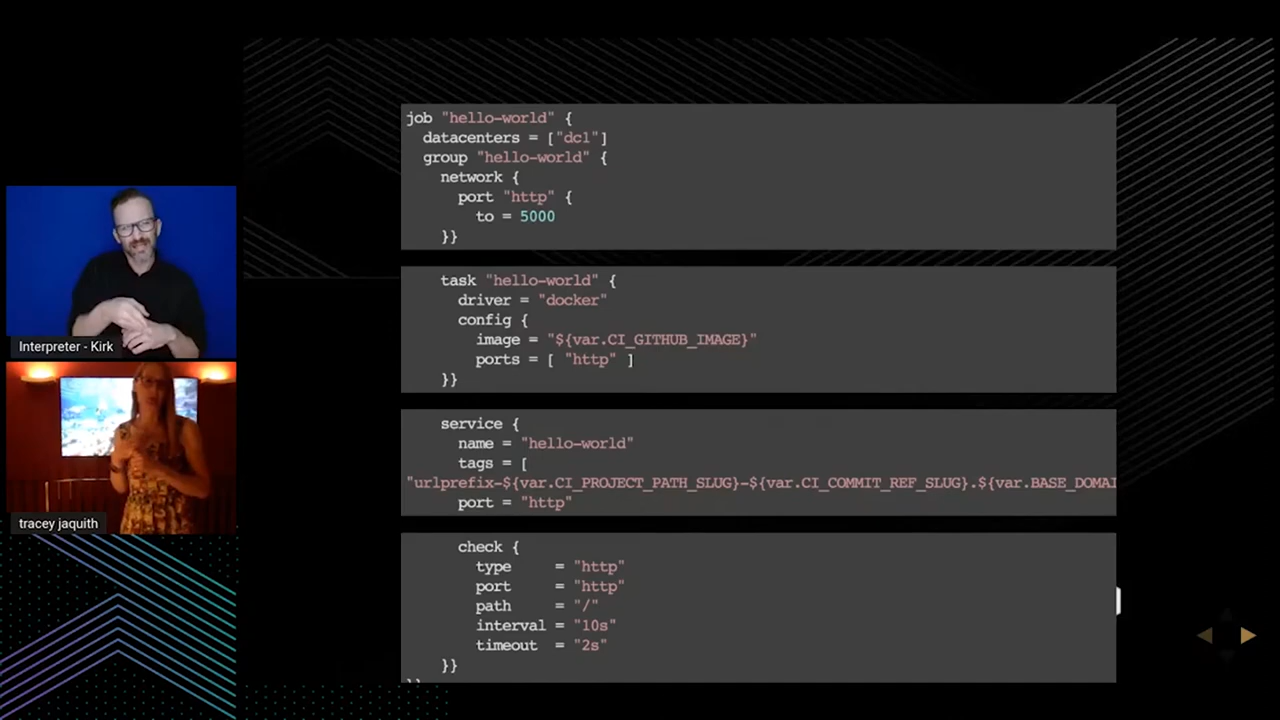 job "hello-world" {
datacenters = ["dc1"]
group "hello-world" {
network {
port "http" {
to = 5000
}}
task "hello-world" {
driver = "docker"
config {
image = "${var.CI_GITHUB_IMAGE}"
ports = [ "http" ]
}}
service {
name = "hello-world"
tags = [
"urlprefix-${var.CI_PROJECT_PATH_SLUG}-${var.CI_COMMIT_REF_SLUG}.${var.BASE_DOMAI
port = "http"
check {
type = "http"
port = "http"
path = "/"
interval = "10s"
timeout = "2s"
}}
}}
Interpreter - Kirk
tracey jaquith